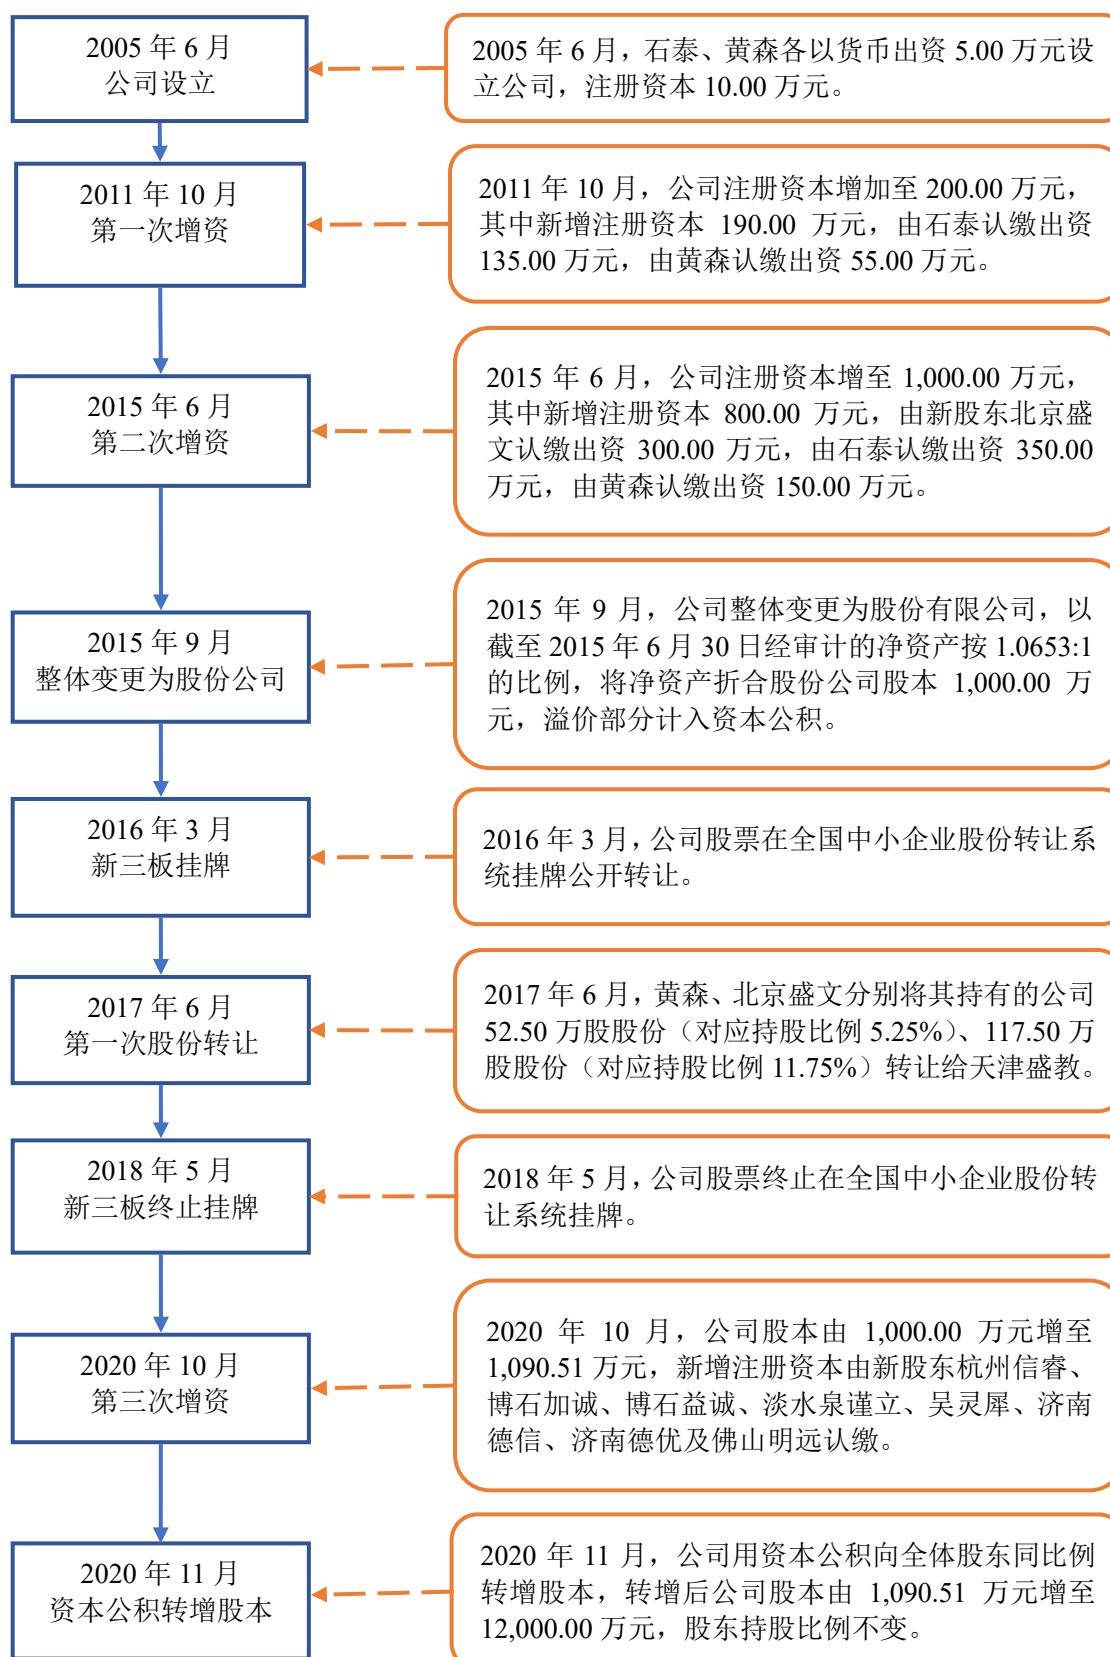 2005 年 6 月
公司设立
2005 年 6 月，石泰、黄森各以货币出资 5.00 万元设
立公司，注册资本 10.00 万元。
2011 年 10 月
第一次增资
2011 年 10 月，公司注册资本增加至 200.00 万元，
其中新增注册资本 190.00 万元，由石泰认缴出资
135.00 万元，由黄森认缴出资 55.00 万元。
2015 年 6 月
第二次增资
2015 年 6 月，公司注册资本增至 1,000.00 万元，
其中新增注册资本 800.00 万元，由新股东北京盛
文认缴出资 300.00 万元，由石泰认缴出资 350.00
万元，由黄森认缴出资 150.00 万元。
2015 年 9 月
整体变更为股份公司
2015 年 9 月，公司整体变更为股份有限公司，以
截至 2015 年 6 月 30 日经审计的净资产按 1.0653:1
的比例，将净资产折合股份公司股本 1,000.00 万
元，溢价部分计入资本公积。
2016 年 3 月
新三板挂牌
2016 年 3 月，公司股票在全国中小企业股份转让系
统挂牌公开转让。
2017 年 6 月
第一次股份转让
2017 年 6 月，黄森、北京盛文分别将其持有的公司
52.50 万股股份（对应持股比例 5.25%）、117.50 万
股股份（对应持股比例 11.75%）转让给天津盛教。
2018 年 5 月
新三板终止挂牌
2018 年 5 月，公司股票终止在全国中小企业股份转
让系统挂牌。
2020 年 10 月
第三次增资
2020 年 10 月，公司股本由 1,000.00 万元增至
1,090.51 万元，新增注册资本由新股东杭州信睿、
博石加诚、博石益诚、淡水泉谨立、吴灵犀、济南
德信、济南德优及佛山明远认缴。
2020 年 11 月
资本公积转增股本
2020 年 11 月，公司用资本公积向全体股东同比例
转增股本，转增后公司股本由 1,090.51 万元增至
12,000.00 万元，股东持股比例不变。